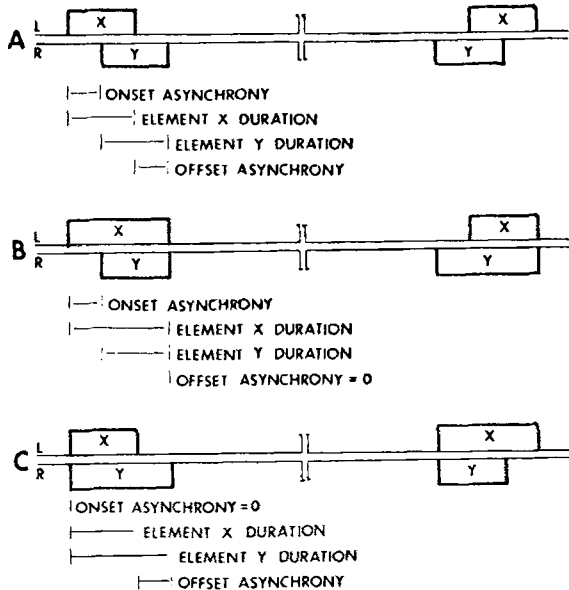 L
X
X
A
R
Y
Y
ONSET ASYNCHRONY
ELEMENT X DURATION
ELEMENT Y DURATION
OFFSET ASYNCHRONY
L
X
X
B
R
Y
Y
ONSET ASYNCHRONY
ELEMENT X DURATION
ELEMENT Y DURATION
OFFSET ASYNCHRONY = 0
L
X
X
C
R
Y
Y
ONSET ASYNCHRONY = 0
ELEMENT X DURATION
ELEMENT Y DURATION
OFFSET ASYNCHRONY